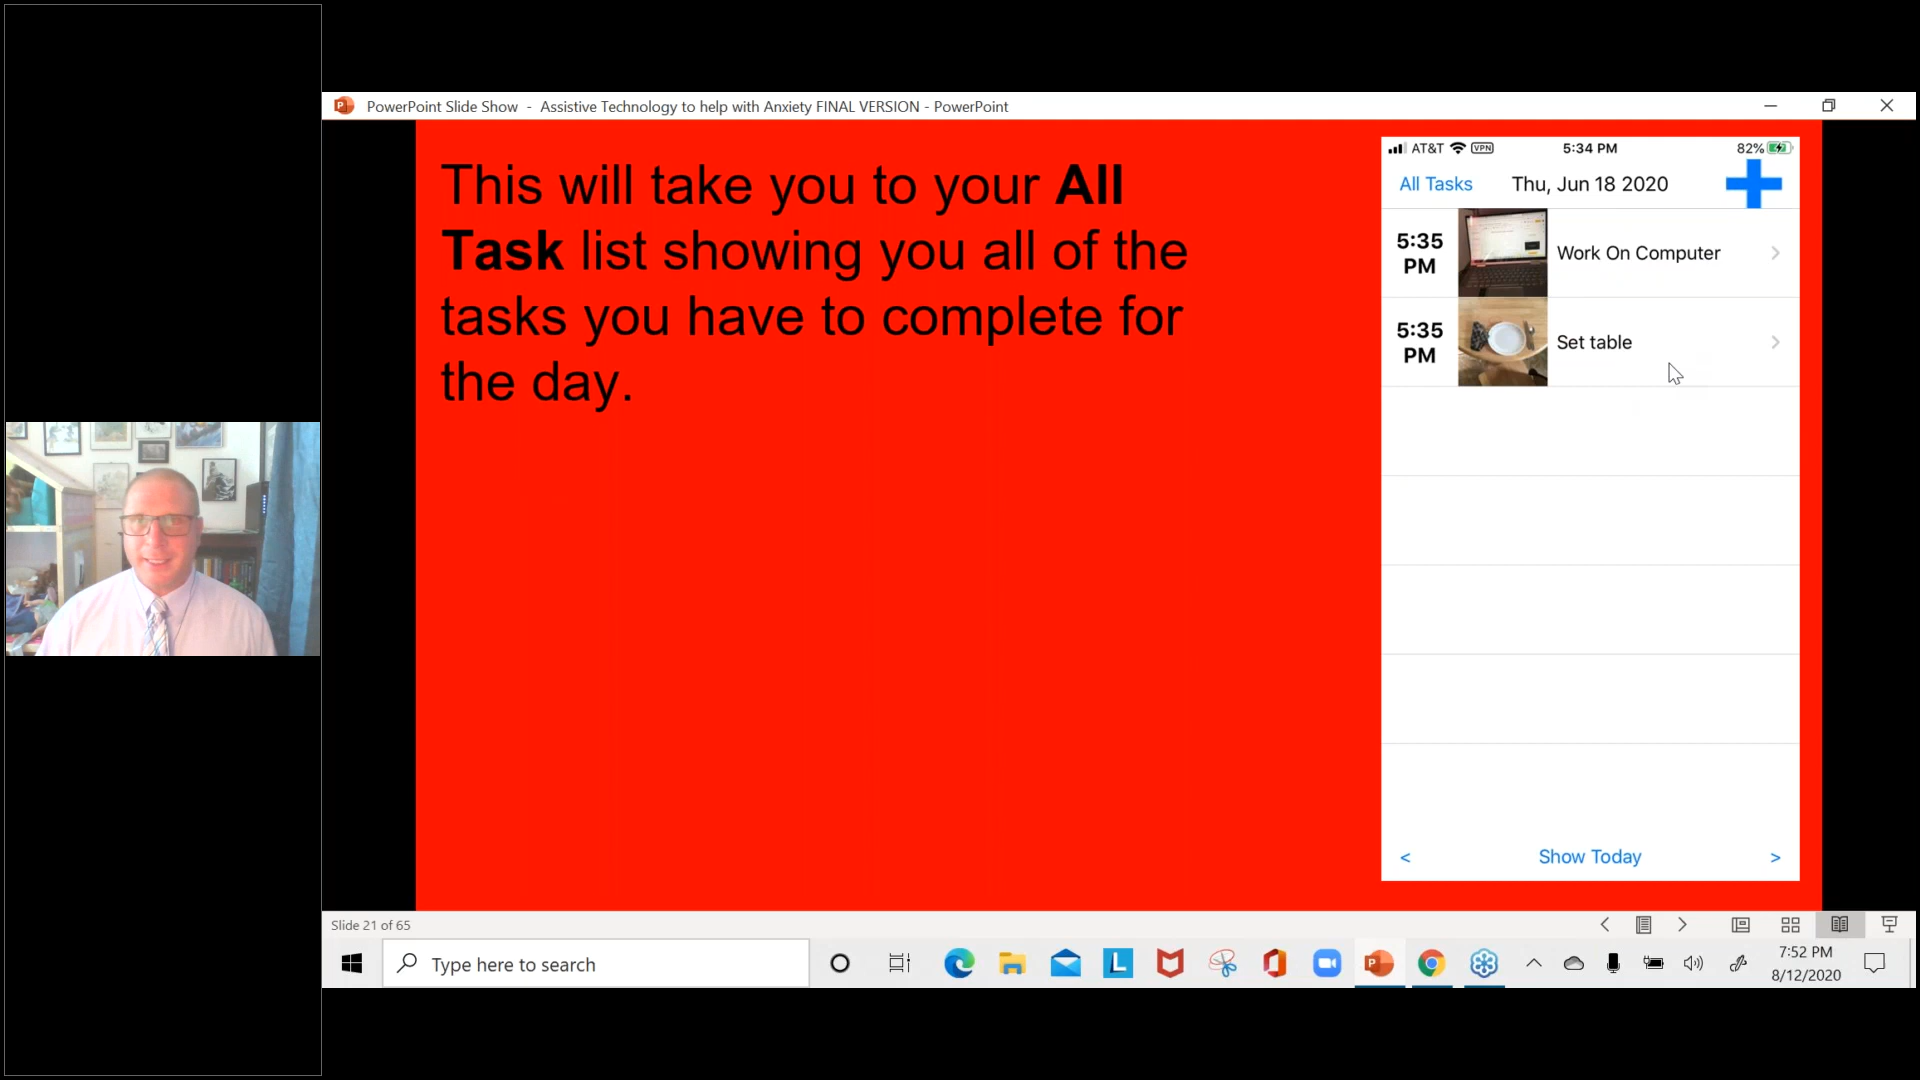 PowerPoint Slide Show - Assistive Technology to help with Anxiety FINAL VERSION - PowerPoint
This will take you to your All
Task list showing you all of the
tasks you have to complete for
the day.
AT&T VPN 5:34 PM 82%
All Tasks Thu, Jun 18 2020
5:35
PM
Work On Computer
5:35
PM
Set table
< Show Today >
Slide 21 of 65
Type here to search
7:52 PM
8/12/2020